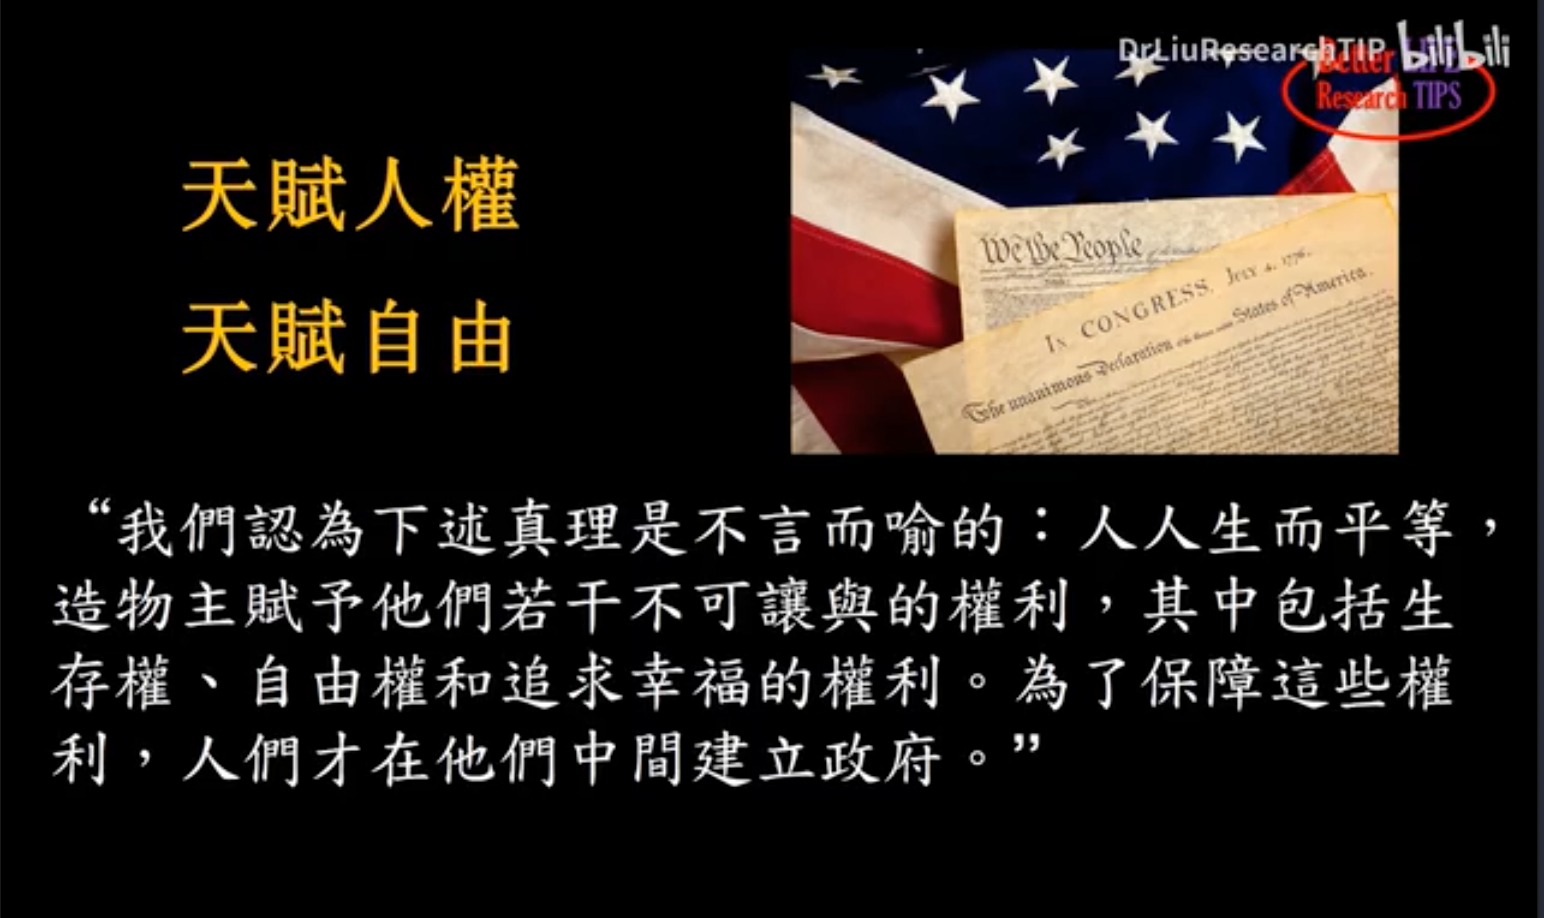 DrLiuResearchTIP bilibili
Better LIFE
Research TIPS
天賦人權
天賦自由
We the People
In CONGRESS, July 4, 1776.
The unanimous Declaration States of America.
“我們認為下述真理是不言而喻的：人人生而平等，
造物主賦予他們若干不可讓與的權利，其中包括生
存權、自由權和追求幸福的權利。為了保障這些權
利，人們才在他們中間建立政府。”